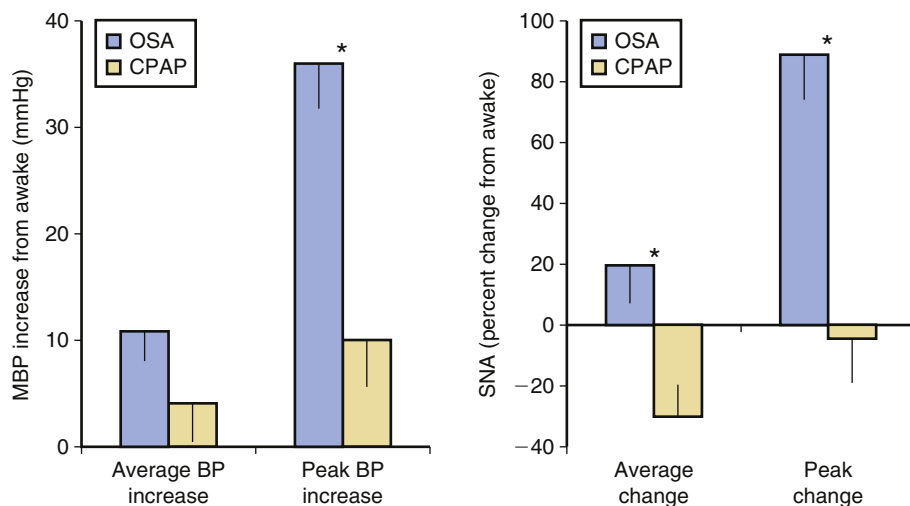 MBP increase from awake (mmHg)
40
30
20
10
0
OSA
CPAP
*
Average BP
increase
Peak BP
increase
SNA (percent change from awake)
100
80
60
40
20
0
−20
−40
OSA
CPAP
*
*
Average
change
Peak
change